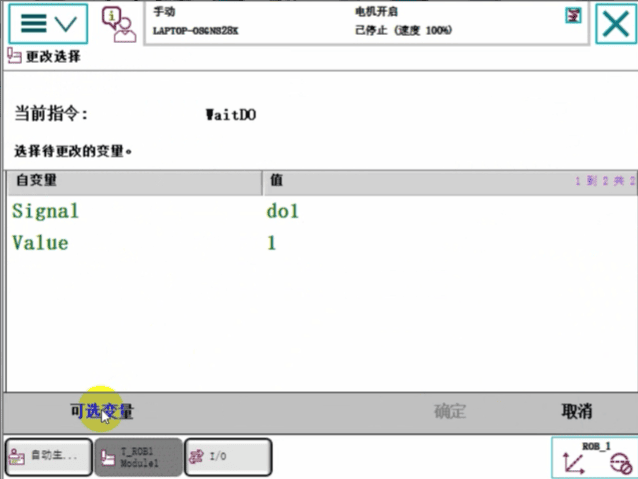 手动
电机开启
LAPTOP-O8GNS28K
已停止 (速度 100%)
更改选择
当前指令: WaitDO
选择待更改的变量。
自变量 值 1 到 2 共 2
Signal do1
Value 1
可选变量 确定 取消
自动生... T_ROB1 Module1 I/O ROB_1